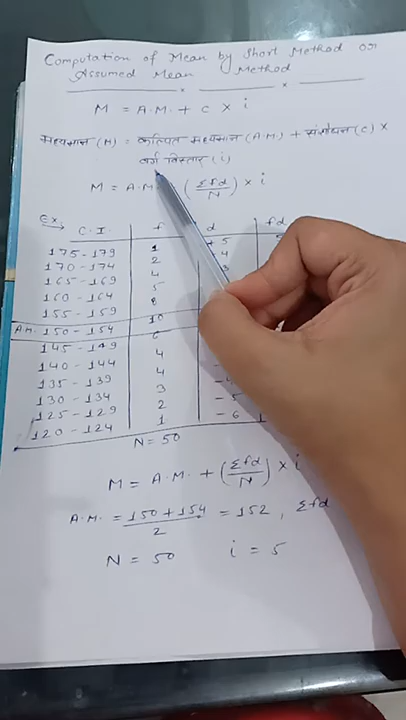 Computation of Mean by Short Method or
Assumed Mean Method
M = A.M. + C × i
मध्यमान (M) = कल्पित मध्यमान (A.M.) + संशोधन (C) ×
वर्ग विस्तार (i)
M = A.M. (Σfd/N) × i
Ex. C.I. f d fd
175 - 179 1 + 5
170 - 174 2 4
165 - 169 4 3
160 - 164 5
155 - 159 8
A.M. 150 - 154 10
145 - 149 6
140 - 144 4
135 - 139 4
130 - 134 3 - 4
125 - 129 2 - 5
120 - 124 1 - 6
N = 50
M = A.M. + (Σfd/N) × i
A.M. = 150 + 154 / 2 = 152, Σfd
N = 50 i = 5